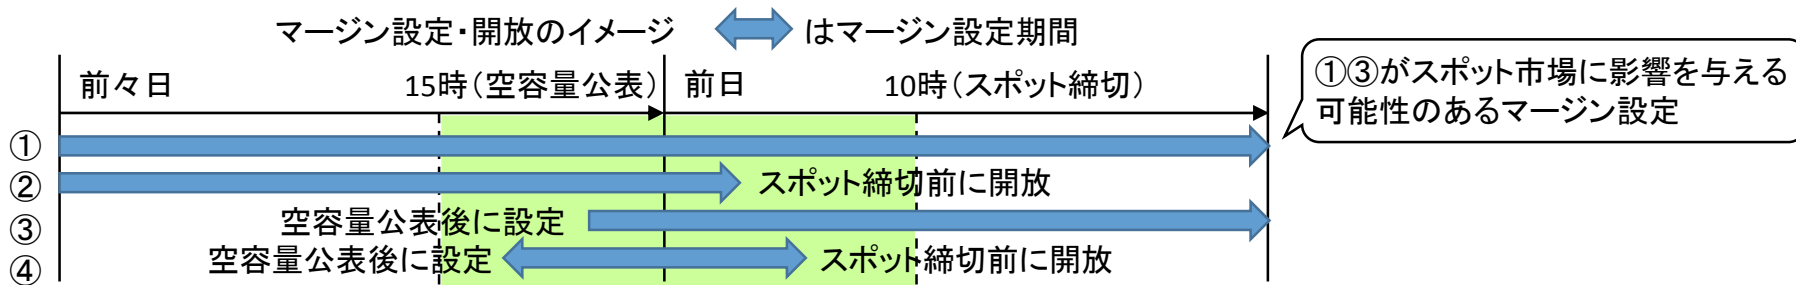 マージン設定・開放のイメージ
はマージン設定期間
前々日
15時（空容量公表）
前日
10時（スポット締切）
①③がスポット市場に影響を与える
可能性のあるマージン設定
①
②
スポット締切前に開放
③
空容量公表後に設定
④
空容量公表後に設定
スポット締切前に開放